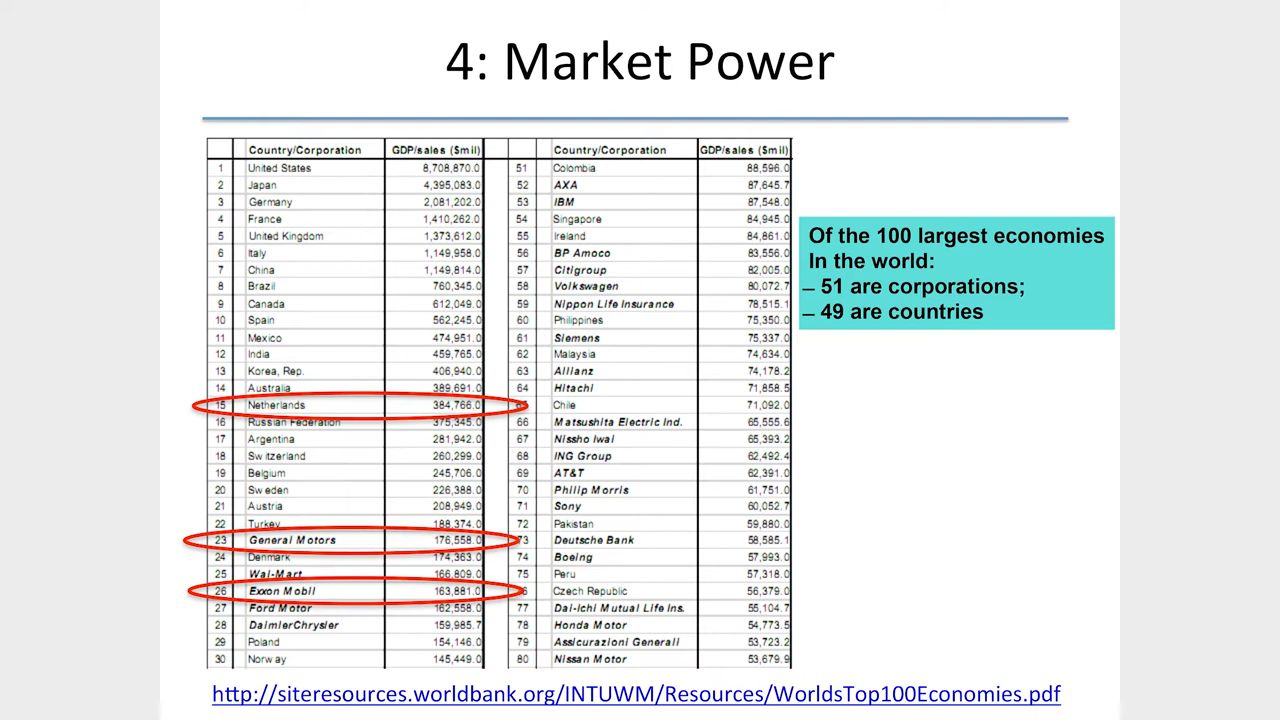 4: Market Power
Country/Corporation GDP/sales ($mil) Country/Corporation GDP/sales ($mil)
1 United States 8,708,870.0 51 Colombia 88,596.0
2 Japan 4,395,083.0 52 AXA 87,645.7
3 Germany 2,081,202.0 53 IBM 87,548.0
4 France 1,410,262.0 54 Singapore 84,945.0
5 United Kingdom 1,373,612.0 55 Ireland 84,861.0
6 Italy 1,149,958.0 56 BP Amoco 83,556.0
7 China 1,149,814.0 57 Citigroup 82,005.0
8 Brazil 760,345.0 58 Volkswagen 80,072.7
9 Canada 612,049.0 59 Nippon Life Insurance 78,515.1
10 Spain 562,245.0 60 Philippines 75,350.0
11 Mexico 474,951.0 61 Siemens 75,337.0
12 India 459,765.0 62 Malaysia 74,634.0
13 Korea, Rep. 406,940.0 63 Allianz 74,178.2
14 Australia 389,691.0 64 Hitachi 71,858.5
15 Netherlands 384,766.0 Chile 71,092.0
16 Russian Federation 375,345.0 66 Matsushita Electric Ind. 65,555.6
17 Argentina 281,942.0 67 Nissho Iwai 65,393.2
18 Switzerland 260,299.0 68 ING Group 62,492.4
19 Belgium 245,706.0 69 AT&T 62,391.0
20 Sweden 226,388.0 70 Philip Morris 61,751.0
21 Austria 208,949.0 71 Sony 60,052.7
22 Turkey 188,374.0 72 Pakistan 59,880.0
23 General Motors 176,558.0 73 Deutsche Bank 58,585.1
24 Denmark 174,363.0 74 Boeing 57,993.0
25 Wal-Mart 166,809.0 75 Peru 57,318.0
26 Exxon Mobil 163,881.0 Czech Republic 56,379.0
27 Ford Motor 162,558.0 77 Dai-ichi Mutual Life Ins. 55,104.7
28 DaimlerChrysler 159,985.7 78 Honda Motor 54,773.5
29 Poland 154,146.0 79 Assicurazioni Generali 53,723.2
30 Norway 145,449.0 80 Nissan Motor 53,679.9
Of the 100 largest economies
In the world:
– 51 are corporations;
– 49 are countries
http://siteresources.worldbank.org/INTUWM/Resources/WorldsTop100Economies.pdf